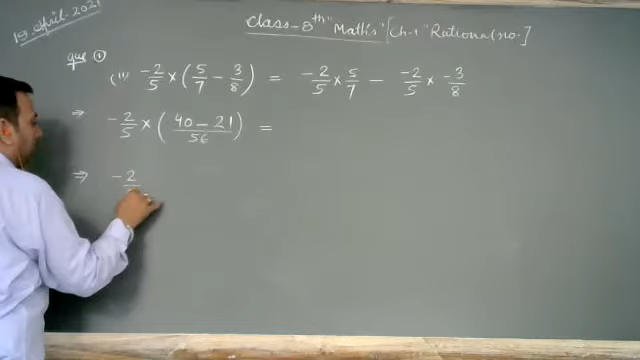 19 April 2021
Class-8th "Maths" [Ch-1 "Rational no.]
que ①
(1) -2/5 × (5/7 - 3/8) = -2/5 × 5/7 - -2/5 × -3/8
⇒ -2/5 × (40 - 21 / 56) =
⇒ -2